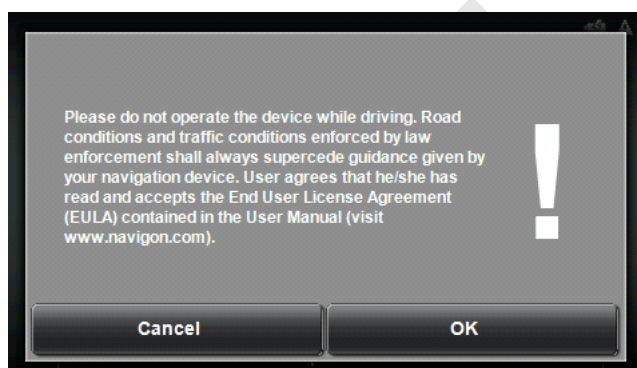 Please do not operate the device while driving. Road
conditions and traffic conditions enforced by law
enforcement shall always supercede guidance given by
your navigation device. User agrees that he/she has
read and accepts the End User License Agreement
(EULA) contained in the User Manual (visit
www.navigon.com).
!
Cancel
OK